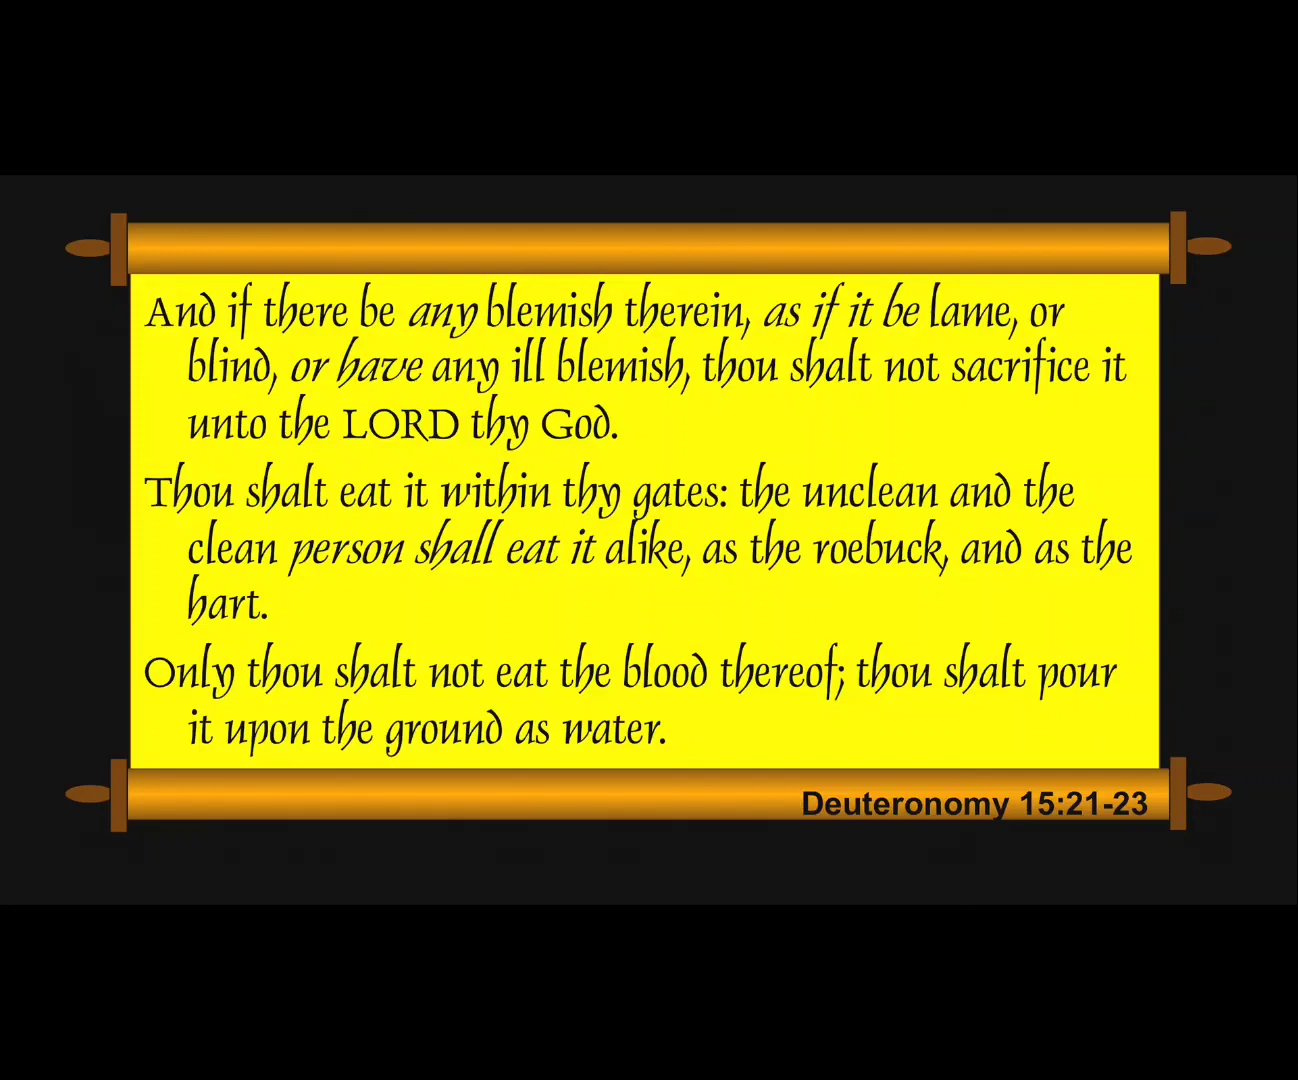 And if there be any blemish therein, as if it be lame, or
blind, or have any ill blemish, thou shalt not sacrifice it
unto the LORD thy God.
Thou shalt eat it within thy gates: the unclean and the
clean person shall eat it alike, as the roebuck, and as the
hart.
Only thou shalt not eat the blood thereof; thou shalt pour
it upon the ground as water.
Deuteronomy 15:21-23